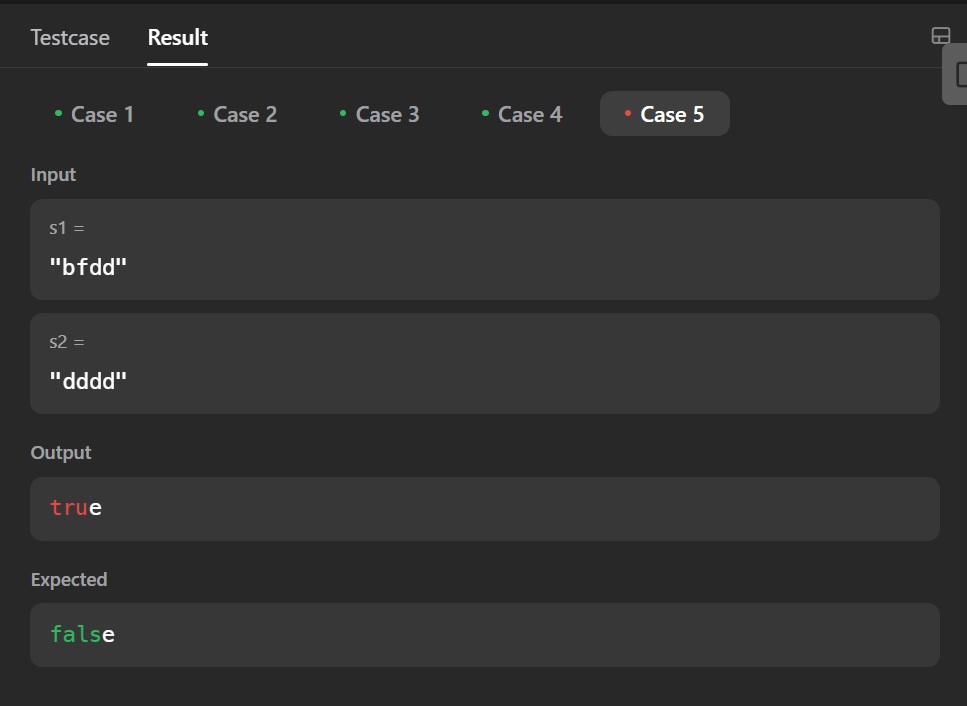 Testcase Result
Case 1 Case 2 Case 3 Case 4 Case 5
Input
s1 =
"bfdd"
s2 =
"dddd"
Output
true
Expected
false